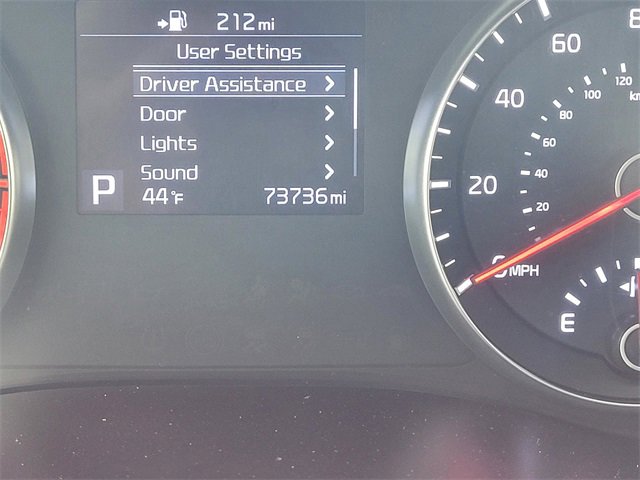 212 mi
User Settings
Driver Assistance
Door
Lights
Sound
P
44°F 73736 mi
60
40
20
0 MPH
120
100
80
60
40
20
E